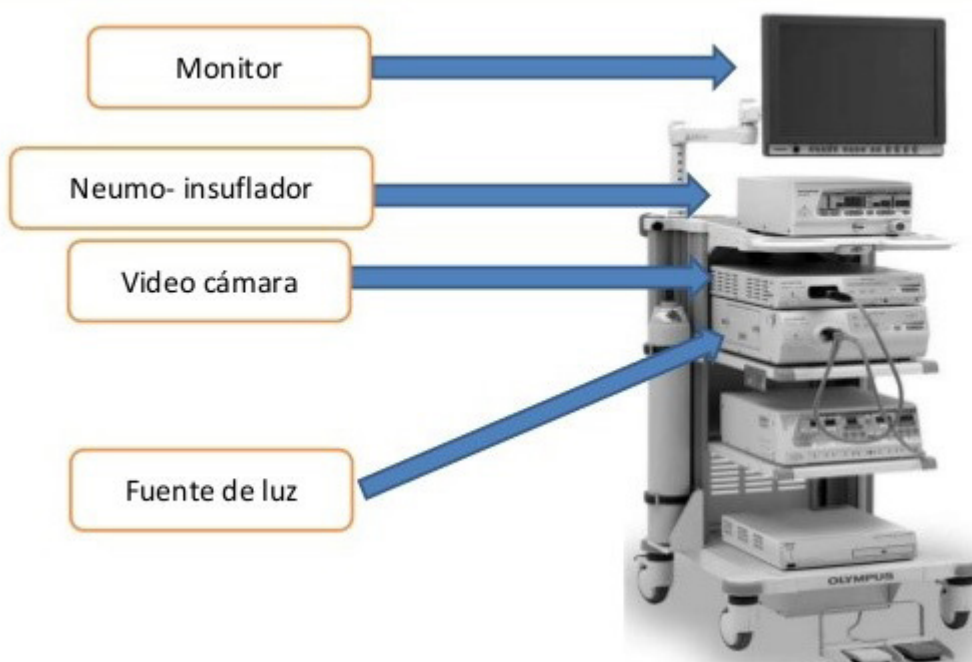 Monitor
Neumo- insuflador
Video cámara
Fuente de luz
OLYMPUS